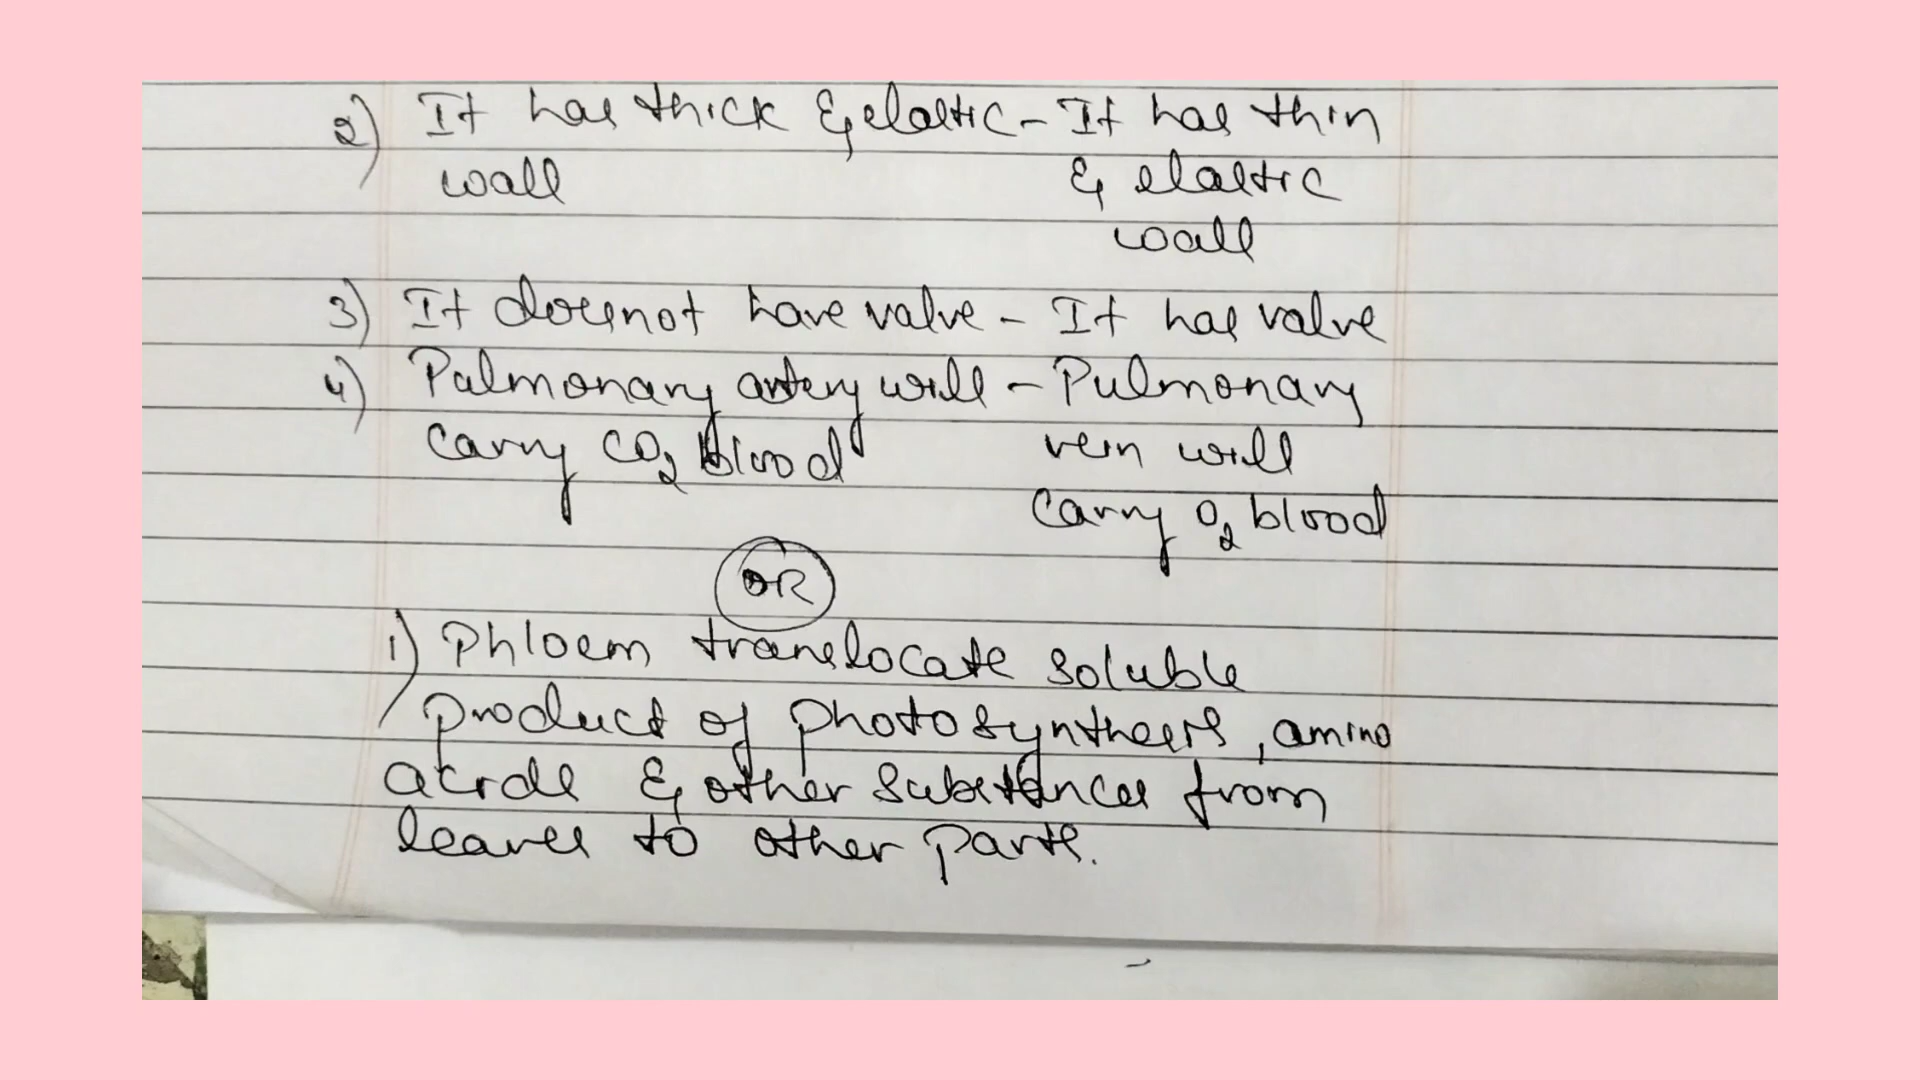 2) It has thick & elastic - It has thin
wall & elastic
wall
3) It does not have valve - It has valve
4) Pulmonary artery will - Pulmonary
carry CO2 blood vein will
carry O2 blood
OR
1) Phloem translocate soluble
product of photosynthesis, amino
acids & other substances from
leaves to other parts.